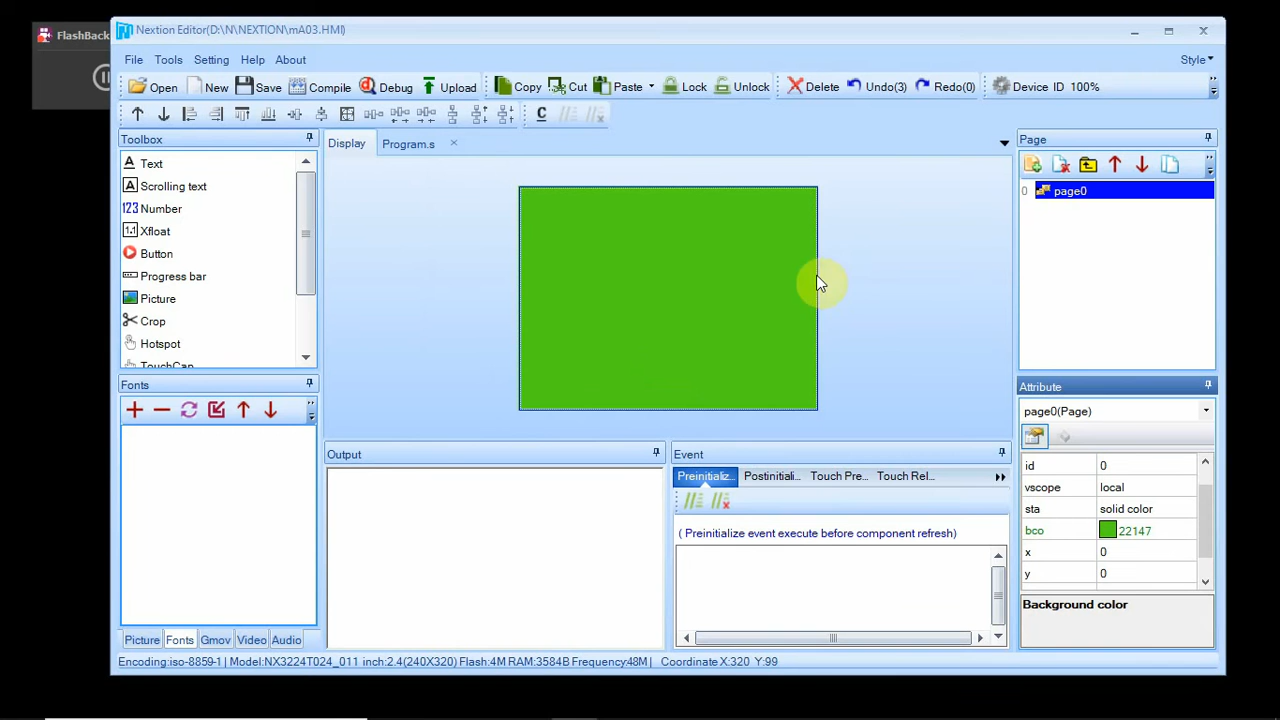 FlashBack
Nextion Editor(D:\N\NEXTION\mA03.HMI)
File Tools Setting Help About Style
Open New Save Compile Debug Upload Copy Cut Paste Lock Unlock Delete Undo(3) Redo(0) Device ID 100%
Toolbox
Text
Scrolling text
123 Number
1.1 Xfloat
Button
Progress bar
Picture
Crop
Hotspot
TouchCap
Fonts
Picture Fonts Gmov Video Audio
Display Program.s
Output
Event
Preinitializ... Postinitiali... Touch Pre... Touch Rel...
( Preinitialize event execute before component refresh)
Page
0 page0
Attribute
page0(Page)
id 0
vscope local
sta solid color
bco 22147
x 0
y 0
Background color
Encoding:iso-8859-1 Model:NX3224T024_011 inch:2.4(240X320) Flash:4M RAM:3584B Frequency:48M Coordinate X:320 Y:99